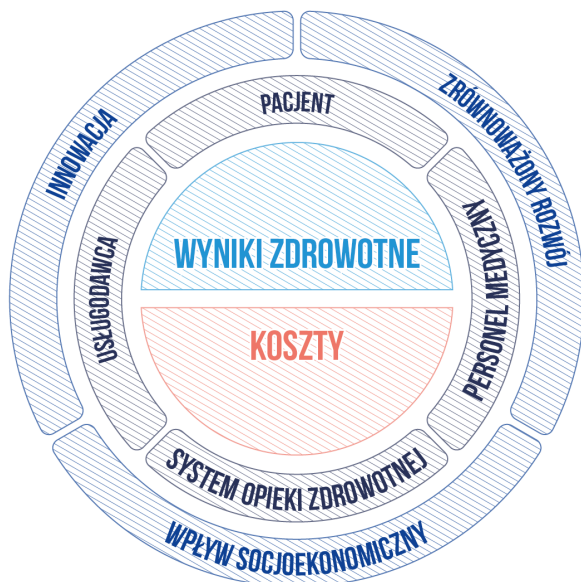 INNOWACJA
ZRÓWNOWAŻONY ROZWÓJ
PACJENT
USŁUGODAWCA
PERSONEL MEDYCZNY
WYNIKI ZDROWOTNE
KOSZTY
SYSTEM OPIEKI ZDROWOTNEJ
WPŁYW SOCJOEKONOMICZNY